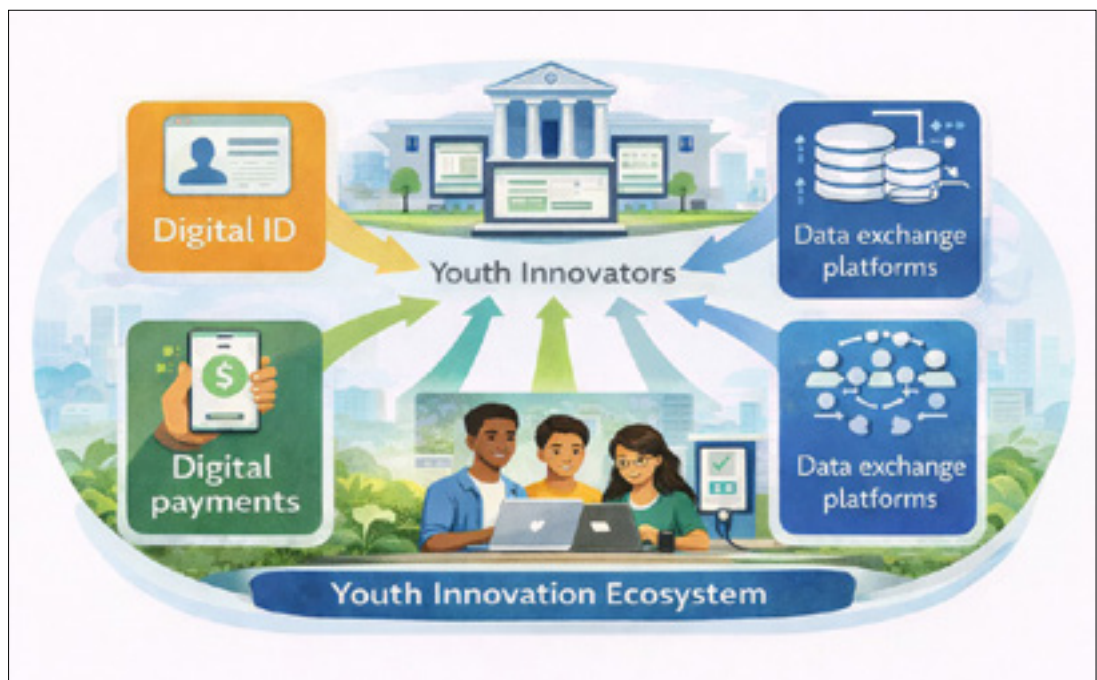 Digital ID
Data exchange
platforms
Youth Innovators
Digital
payments
$
Data exchange
platforms
Youth Innovation Ecosystem